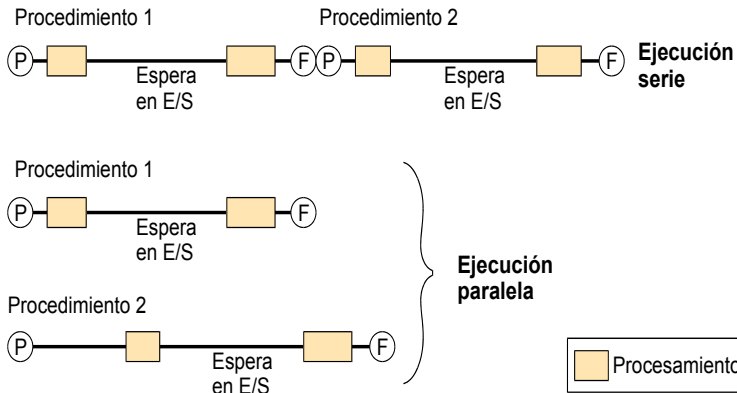 Procedimiento 1
Procedimiento 2
P
F
P
F
Espera
en E/S
Espera
en E/S
Ejecución
serie
Procedimiento 1
P
F
Espera
en E/S
Procedimiento 2
P
F
Espera
en E/S
Ejecución
paralela
Procesamiento